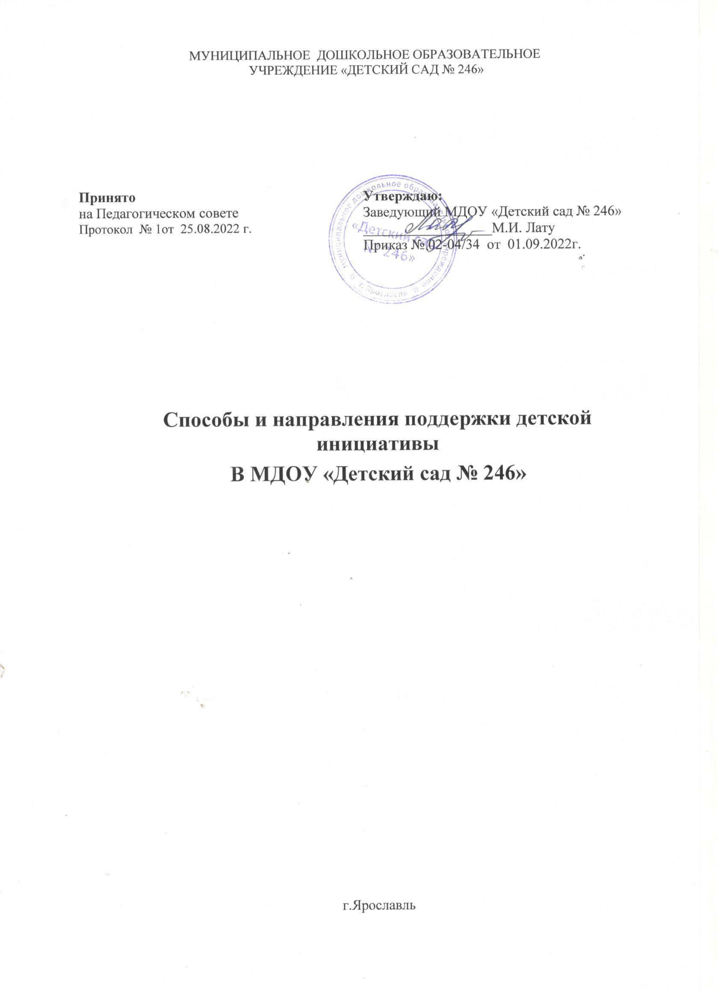 МУНИЦИПАЛЬНОЕ ДОШКОЛЬНОЕ ОБРАЗОВАТЕЛЬНОЕ
УЧРЕЖДЕНИЕ «ДЕТСКИЙ САД № 246»
Принято
на Педагогическом совете
Протокол № 1от 25.08.2022 г.
Утверждаю:
Заведующий МДОУ «Детский сад № 246»
М.И. Лату
Приказ № 02-04/34 от 01.09.2022г.
Муниципальное дошкольное образовательное учреждение
г. Ярославль
«Детский сад
№ 246»
Способы и направления поддержки детской
инициативы
В МДОУ «Детский сад № 246»
г.Ярославль